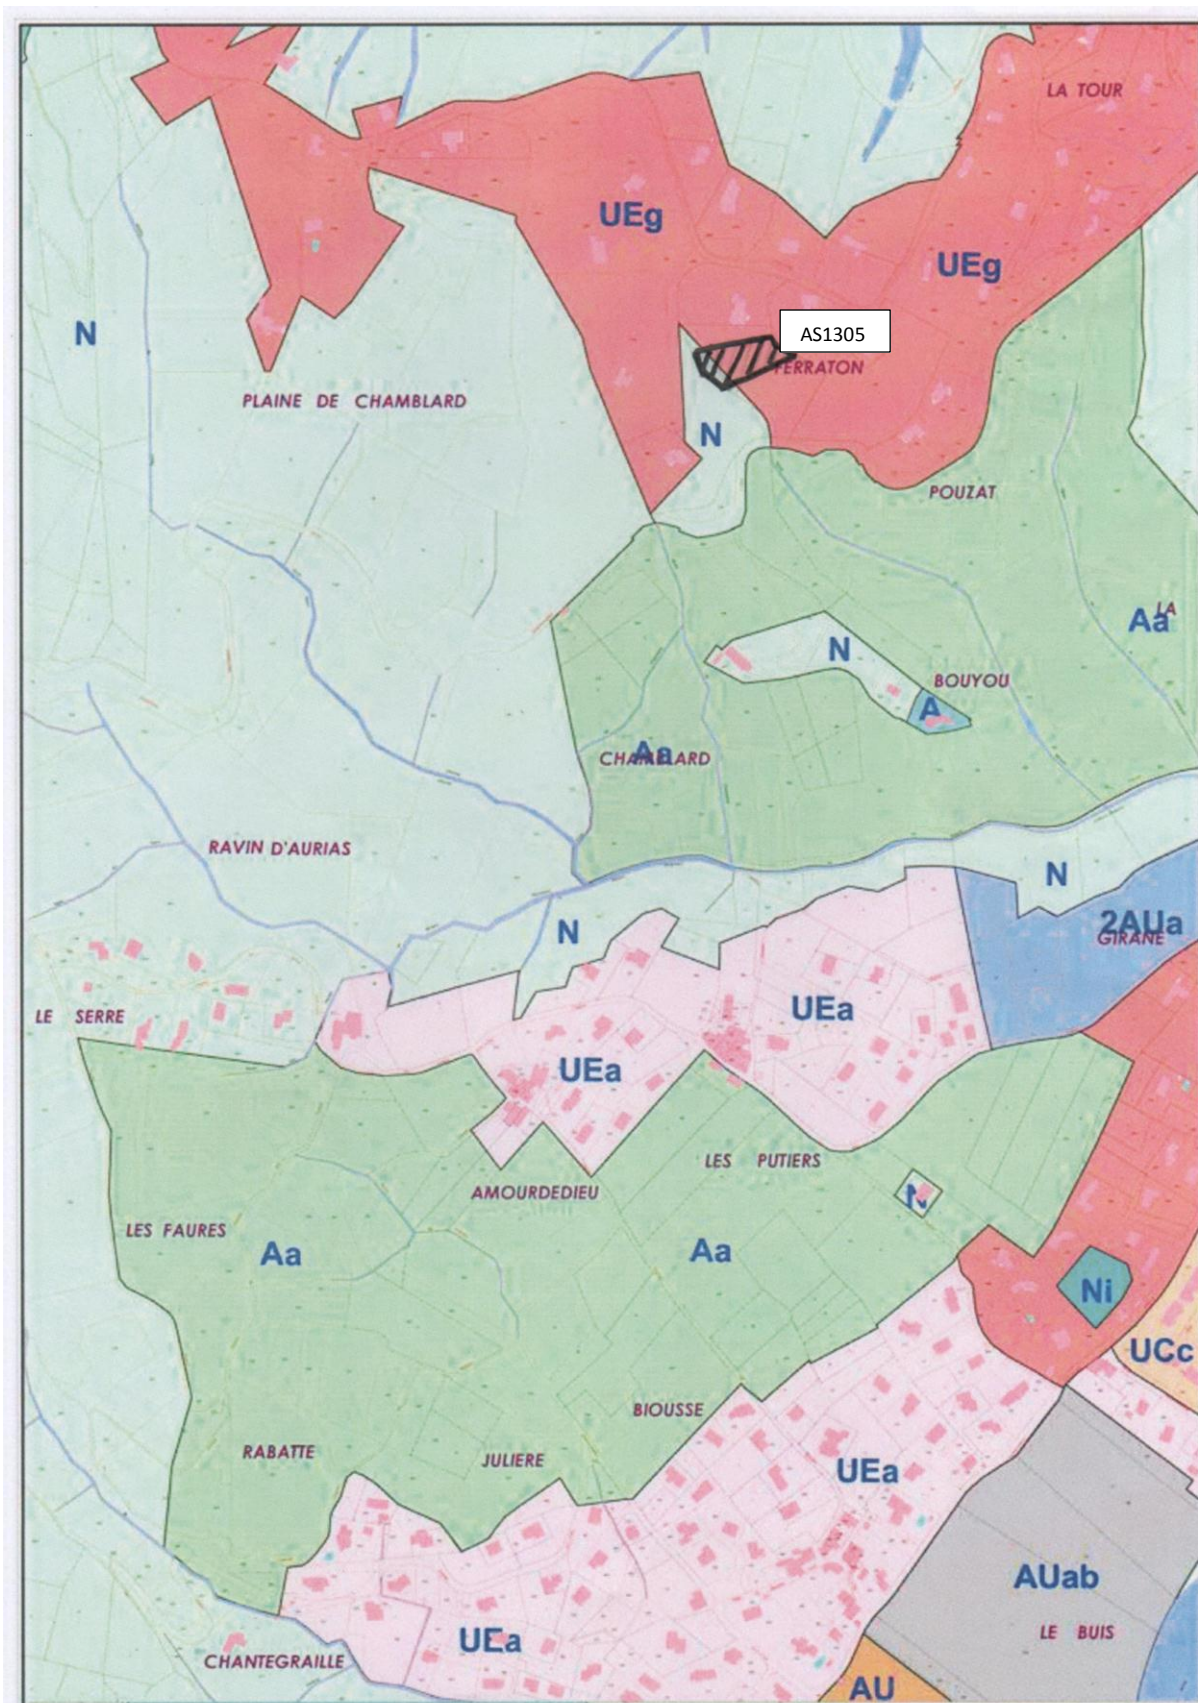 LA TOUR
UEg
UEg
N
AS1305
FERRATON
PLAINE DE CHAMBLARD
N
POUZAT
LA
Aa
N
BOUYOU
A
Aa
CHAMBLARD
RAVIN D'AURIAS
N
N
2AUa
GIRANE
UEa
LE SERRE
UEa
LES PUTIERS
AMOURDEDIEU
N
LES FAURES
Aa
Aa
Ni
UCc
BIOUSSE
RABATTE
JULIERE
UEa
AUab
LE BUIS
UEa
CHANTEGRAILLE
AU